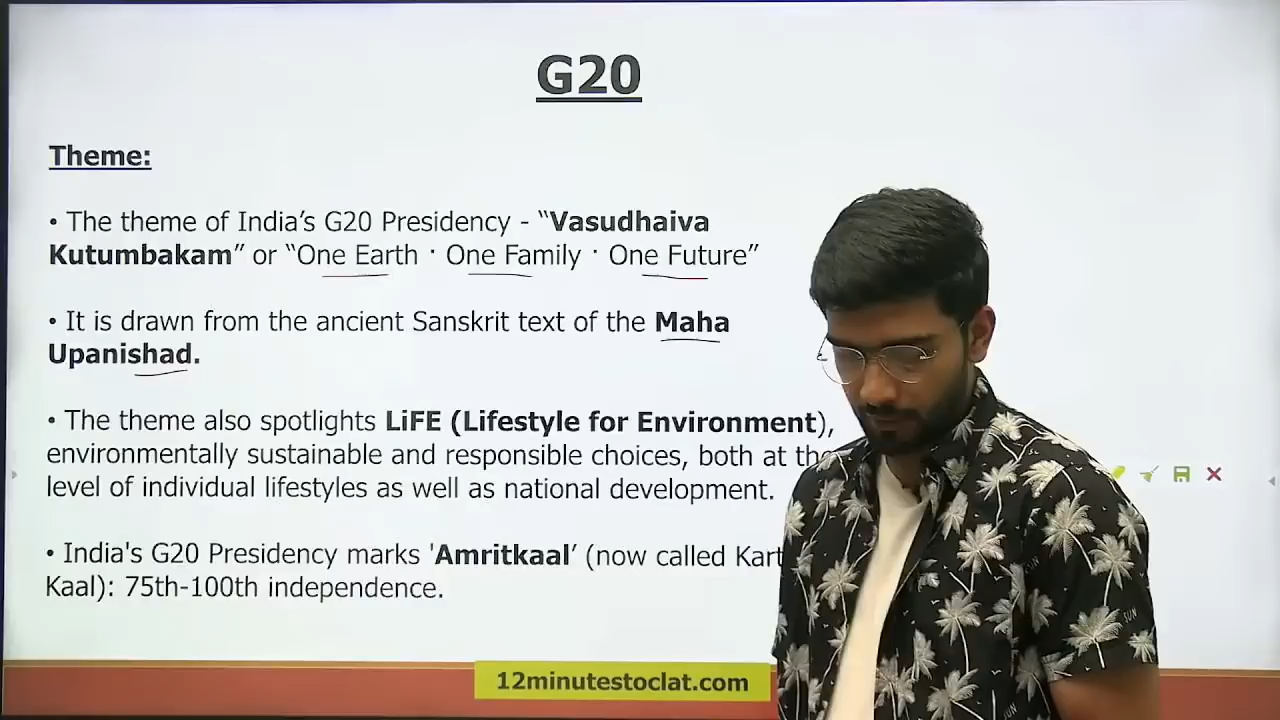 G20
Theme:
• The theme of India’s G20 Presidency - “Vasudhaiva
Kutumbakam” or “One Earth · One Family · One Future”
• It is drawn from the ancient Sanskrit text of the Maha
Upanishad.
• The theme also spotlights LiFE (Lifestyle for Environment),
environmentally sustainable and responsible choices, both at the
level of individual lifestyles as well as national development.
• India's G20 Presidency marks 'Amritkaal’ (now called
Kaal): 75th-100th independence.
12minutestoclat.com
SUN
SUN